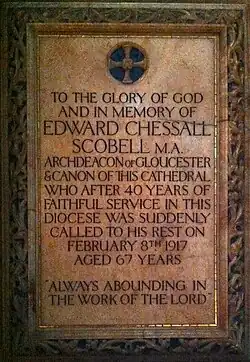 TO THE GLORY OF GOD
AND IN MEMORY OF
EDWARD CHESSALL
SCOBELL M.A.
ARCHDEACON OF GLOUCESTER
& CANON OF THIS CATHEDRAL
WHO AFTER 40 YEARS OF
FAITHFUL SERVICE IN THIS
DIOCESE WAS SUDDENLY
CALLED TO HIS REST ON
FEBRUARY 8TH 1917
AGED 67 YEARS
"ALWAYS ABOUNDING IN
THE WORK OF THE LORD"